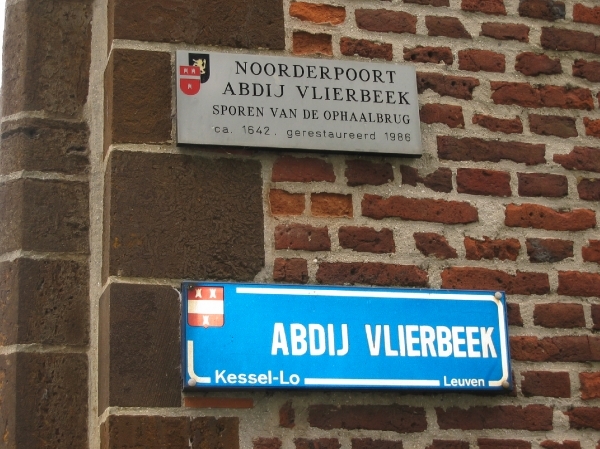 NOORDERPOORT
ABDIJ VLIERBEEK
SPOREN VAN DE OPHAALBRUG
ca. 1642. gerestaureerd 1986
ABDIJ VLIERBEEK
Kessel-Lo Leuven